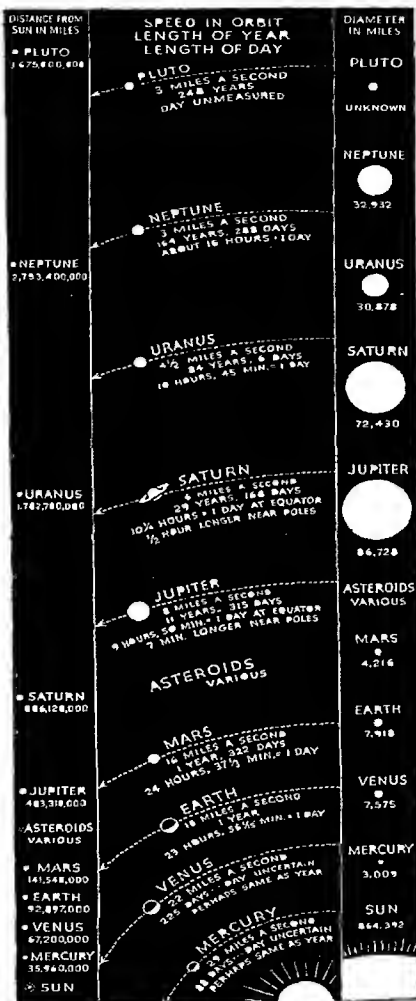 DISTANCE FROM
SUN IN MILES
PLUTO
3,675,000,000
NEPTUNE
2,793,400,000
URANUS
1,782,700,000
SATURN
886,120,000
JUPITER
483,310,000
ASTEROIDS
VARIOUS
MARS
141,540,000
EARTH
92,897,000
VENUS
67,200,000
MERCURY
35,960,000
SUN
SPEED IN ORBIT
LENGTH OF YEAR
LENGTH OF DAY
PLUTO
3 MILES A SECOND
248 YEARS
DAY UNMEASURED
NEPTUNE
3 MILES A SECOND
164 YEARS, 288 DAYS
ABOUT 16 HOURS = 1 DAY
URANUS
4½ MILES A SECOND
84 YEARS, 6 DAYS
10 HOURS, 45 MIN. = 1 DAY
SATURN
6 MILES A SECOND
29 YEARS, 168 DAYS
10¼ HOURS = 1 DAY AT EQUATOR
½ HOUR LONGER NEAR POLES
JUPITER
8 MILES A SECOND
11 YEARS, 315 DAYS
9 HOURS, 50 MIN. = 1 DAY AT EQUATOR
7 MIN. LONGER NEAR POLES
ASTEROIDS
VARIOUS
MARS
16 MILES A SECOND
1 YEAR, 322 DAYS
24 HOURS, 37½ MIN. = 1 DAY
EARTH
18 MILES A SECOND
1 YEAR
23 HOURS, MIN. = 1 DAY
VENUS
22 MILES A SECOND
225 DAYS - DAY UNCERTAIN
PERHAPS SAME AS YEAR
MERCURY
29 MILES A SECOND
88 DAYS - DAY UNCERTAIN
PERHAPS SAME AS YEAR
DIAMETER
IN MILES
PLUTO
UNKNOWN
NEPTUNE
32,932
URANUS
30,878
SATURN
72,430
JUPITER
86,728
ASTEROIDS
VARIOUS
MARS
4,216
EARTH
7,918
VENUS
7,575
MERCURY
3,009
SUN
864,392